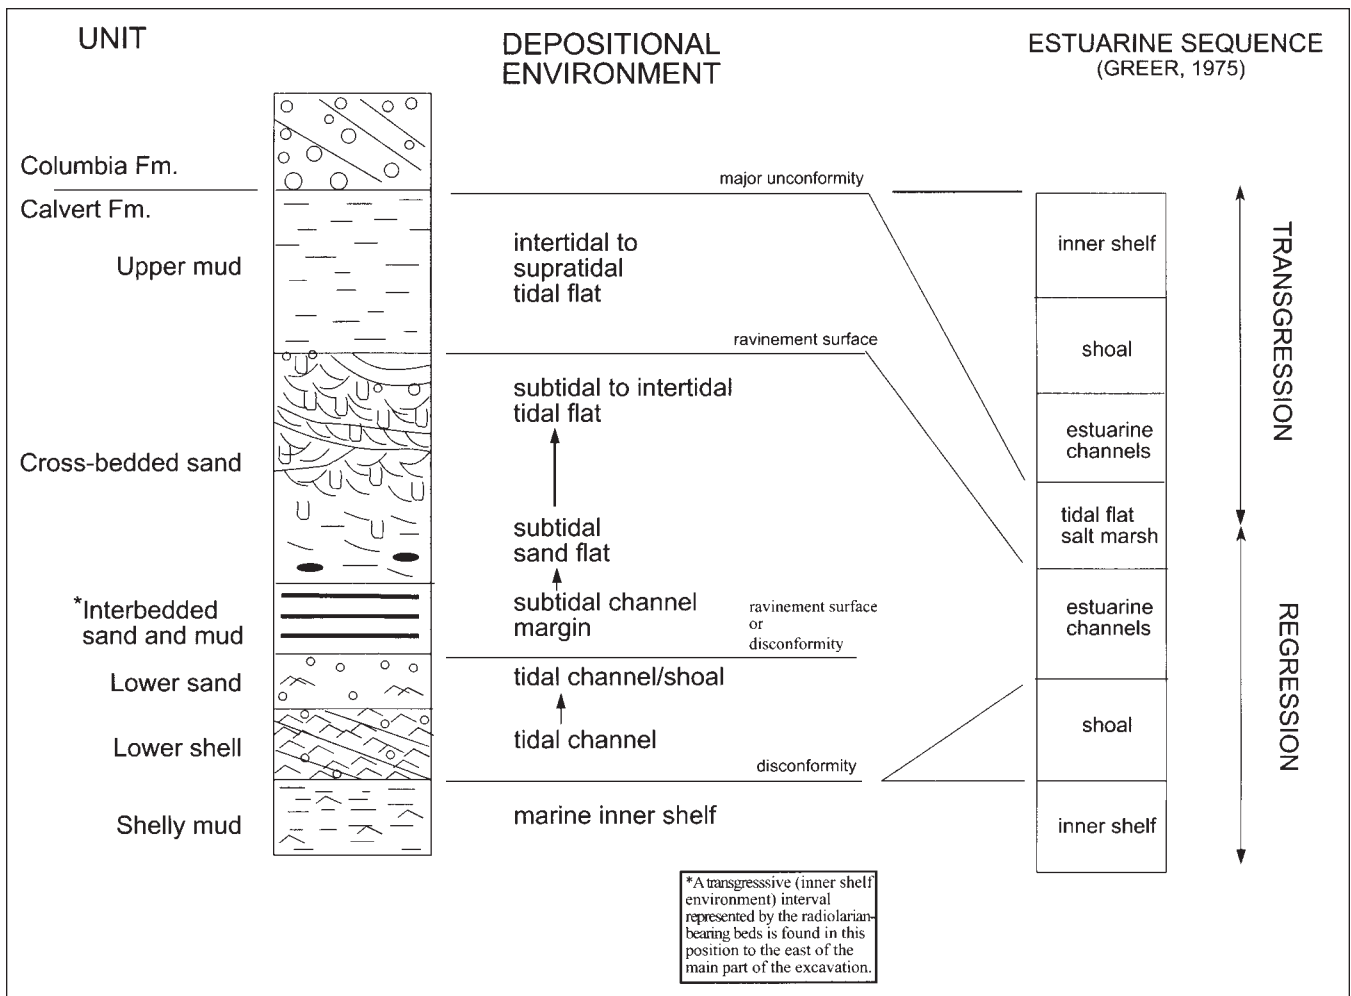 UNIT
DEPOSITIONAL
ENVIRONMENT
ESTUARINE SEQUENCE
(GREER, 1975)
Columbia Fm.
Calvert Fm.
Upper mud
Cross-bedded sand
*Interbedded
sand and mud
Lower sand
Lower shell
Shelly mud
major unconformity
intertidal to
supratidal
tidal flat
ravinement surface
subtidal to intertidal
tidal flat
subtidal
sand flat
subtidal channel
margin
ravinement surface
or
disconformity
tidal channel/shoal
tidal channel
disconformity
marine inner shelf
inner shelf
shoal
estuarine
channels
tidal flat
salt marsh
estuarine
channels
shoal
inner shelf
TRANSGRESSION
REGRESSION
*A transgresssive (inner shelf
environment) interval
represented by the radiolarian-
bearing beds is found in this
position to the east of the
main part of the excavation.